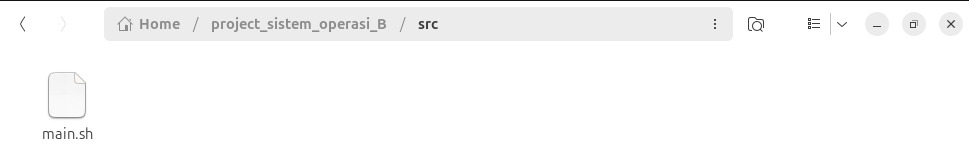 Home / project_sistem_operasi_B / src
main.sh